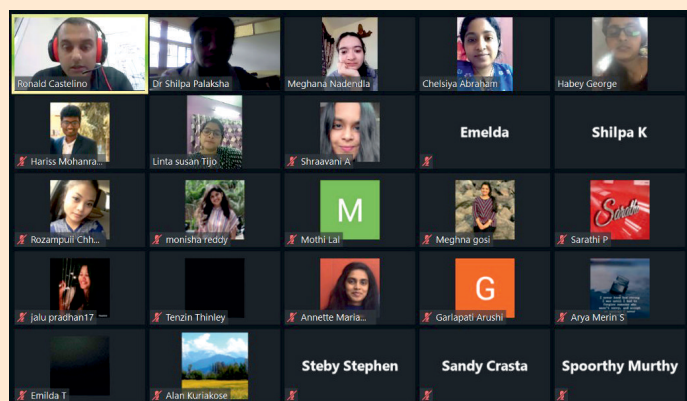 Ronald Castelino
Dr Shilpa Palaksha
Meghana Nadendla
Chelsiya Abraham
Habey George
Hariss Mohanra...
Linta susan Tijo
Shraavani A
Emelda
Shilpa K
Rozampuii Chh...
monisha reddy
M
Mothi Lal
Meghna gosi
Sarathi
Sarathi P
jalu pradhan17
Tenzin Thinley
Annette Maria...
G
Garlapati Arushi
Arya Merin S
Emilda T
Alan Kuriakose
Steby Stephen
Sandy Crasta
Spoorthy Murthy